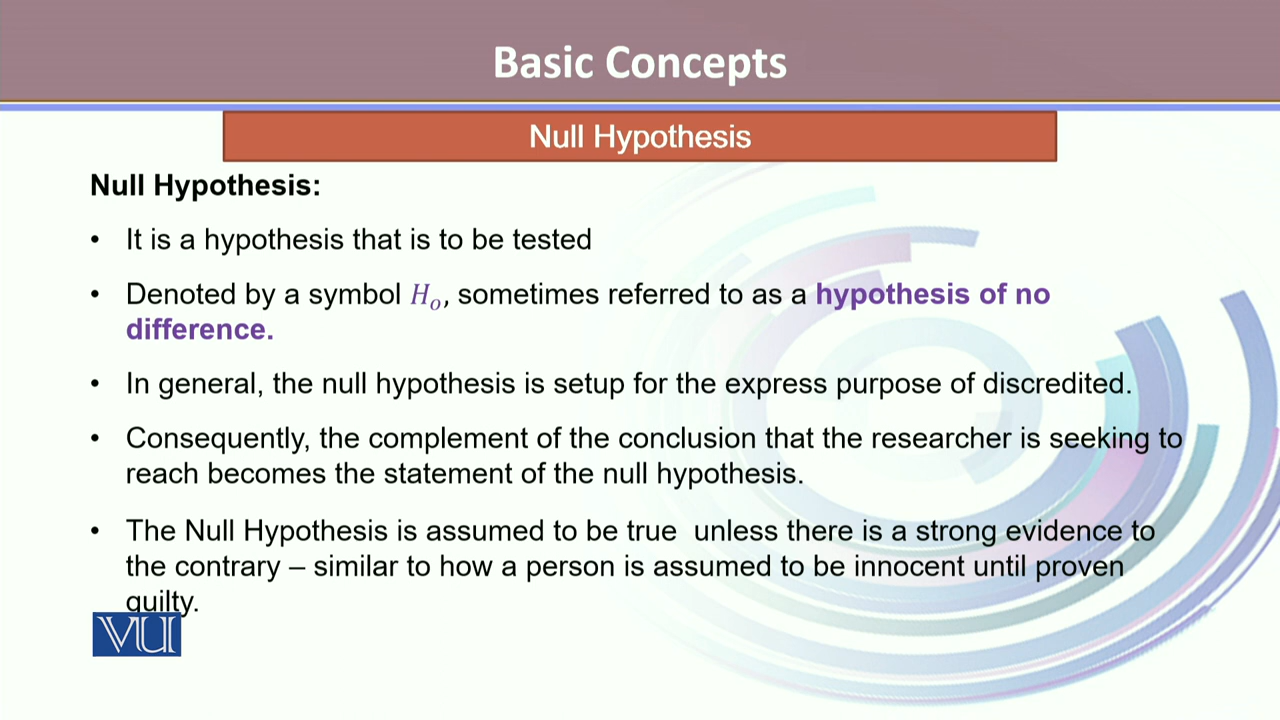 Basic Concepts
Null Hypothesis
Null Hypothesis:
• It is a hypothesis that is to be tested
• Denoted by a symbol Hₒ, sometimes referred to as a hypothesis of no
difference.
• In general, the null hypothesis is setup for the express purpose of discredited.
• Consequently, the complement of the conclusion that the researcher is seeking to
reach becomes the statement of the null hypothesis.
• The Null Hypothesis is assumed to be true  unless there is a strong evidence to
the contrary – similar to how a person is assumed to be innocent until proven
guilty.
VU